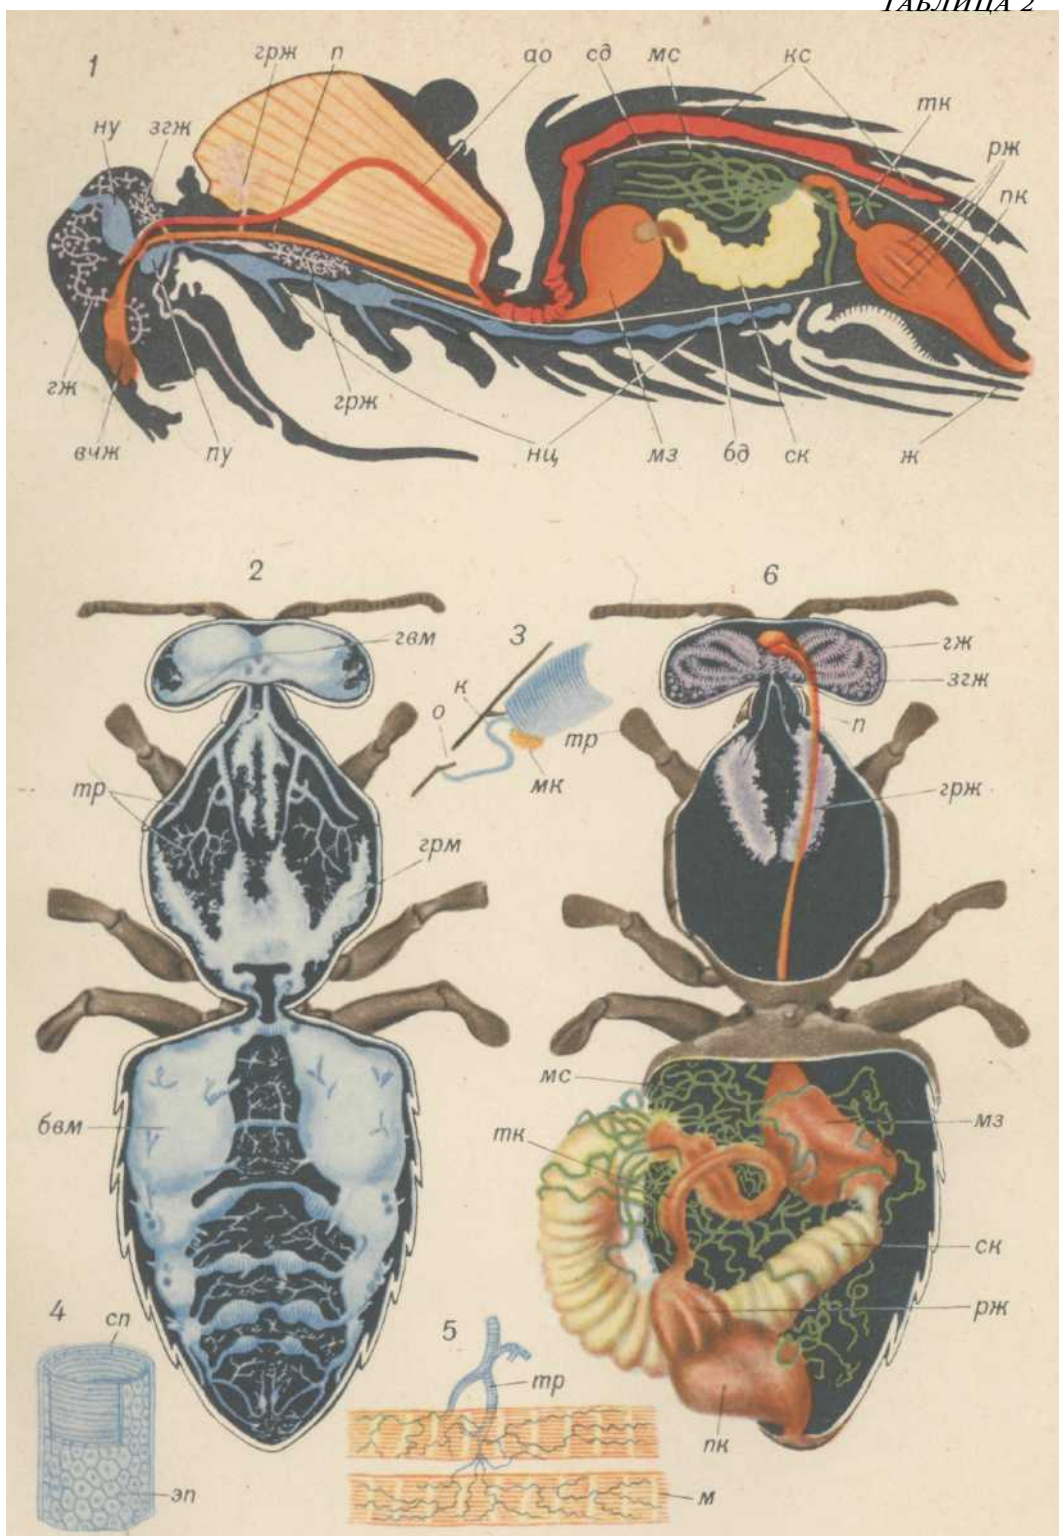 ТАБЛИЦА 2
1
грж п ао сд мс кс
тк
ну згж
рж
пк
гж
грж
вчж пу нц мз бд ск ж
2
6
3
гвм
гж
к
згж
о
п
тр
тр
мк
грж
грм
мс
бвм
мз
тк
ск
4
рж
сп
5
тр
пк
эп
м